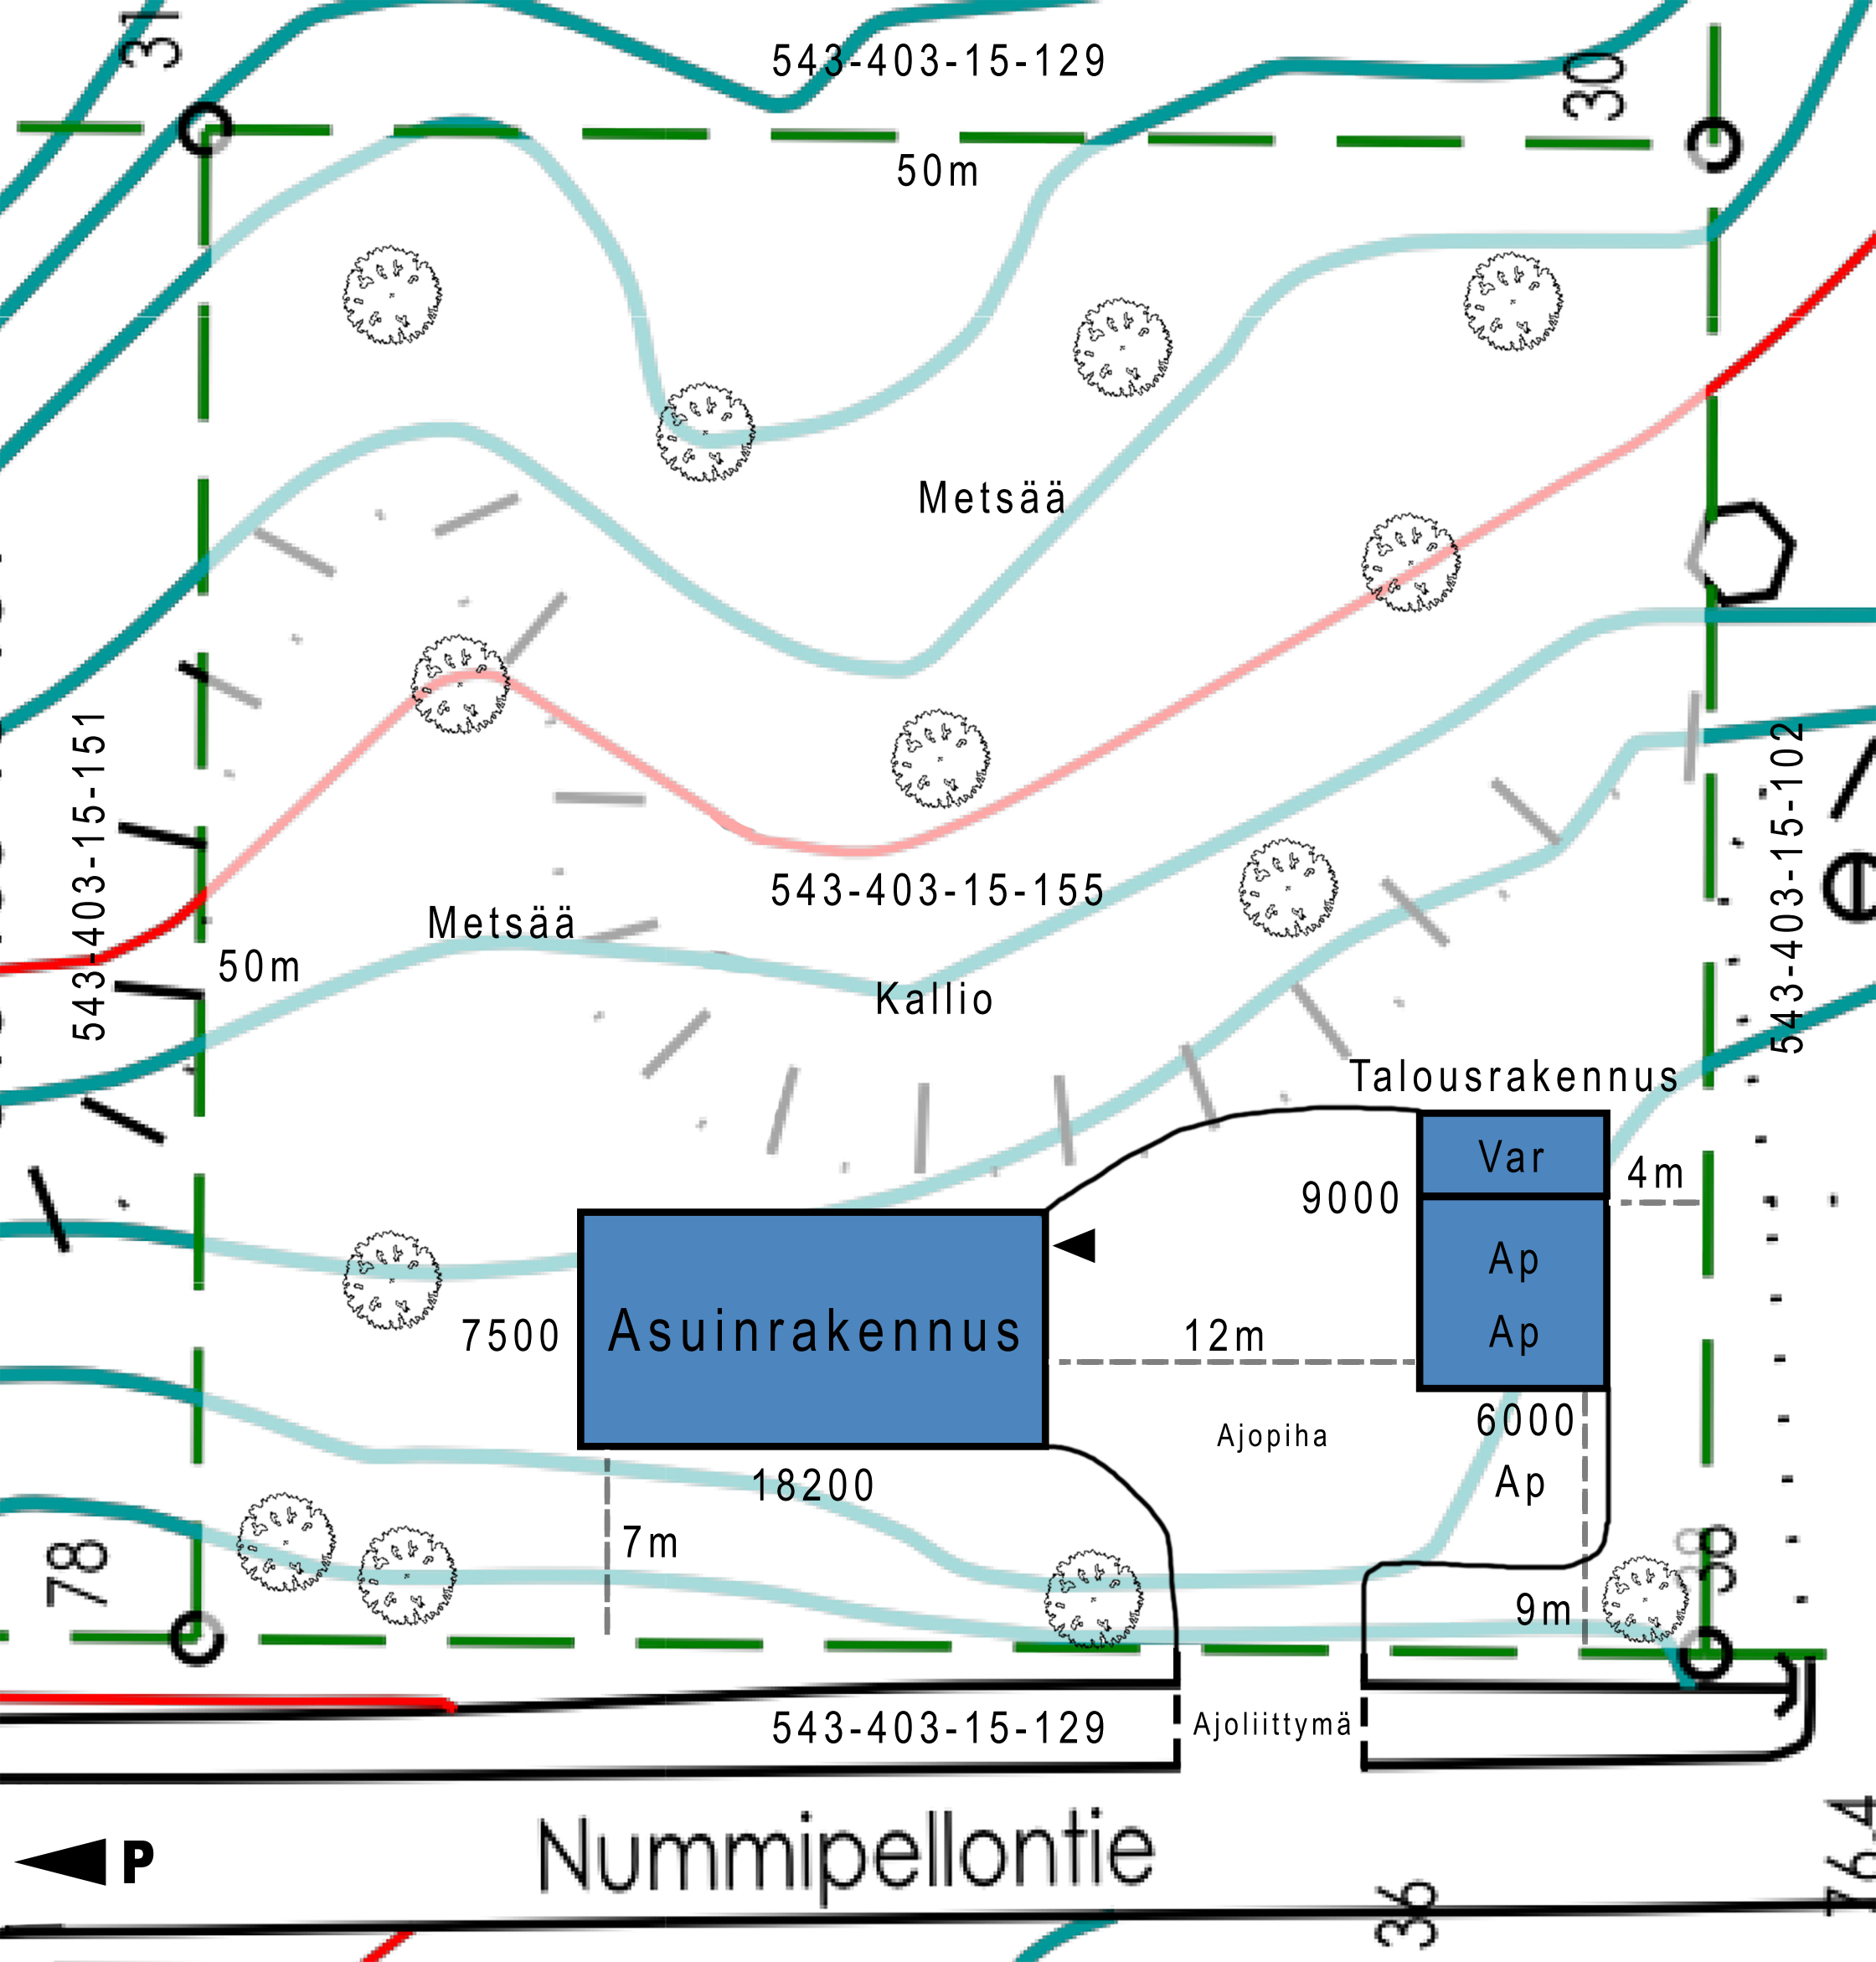 31
543-403-15-129
30
50m
Metsää
543-403-15-151
543-403-15-155
543-403-15-102
Metsää
50m
Kallio
Talousrakennus
Var
4m
9000
Ap
Asuinrakennus
7500
12m
Ap
6000
Ajopiha
18200
Ap
7m
78
38
9m
543-403-15-129
Ajoliittymä
Nummipellontie
P
36
764